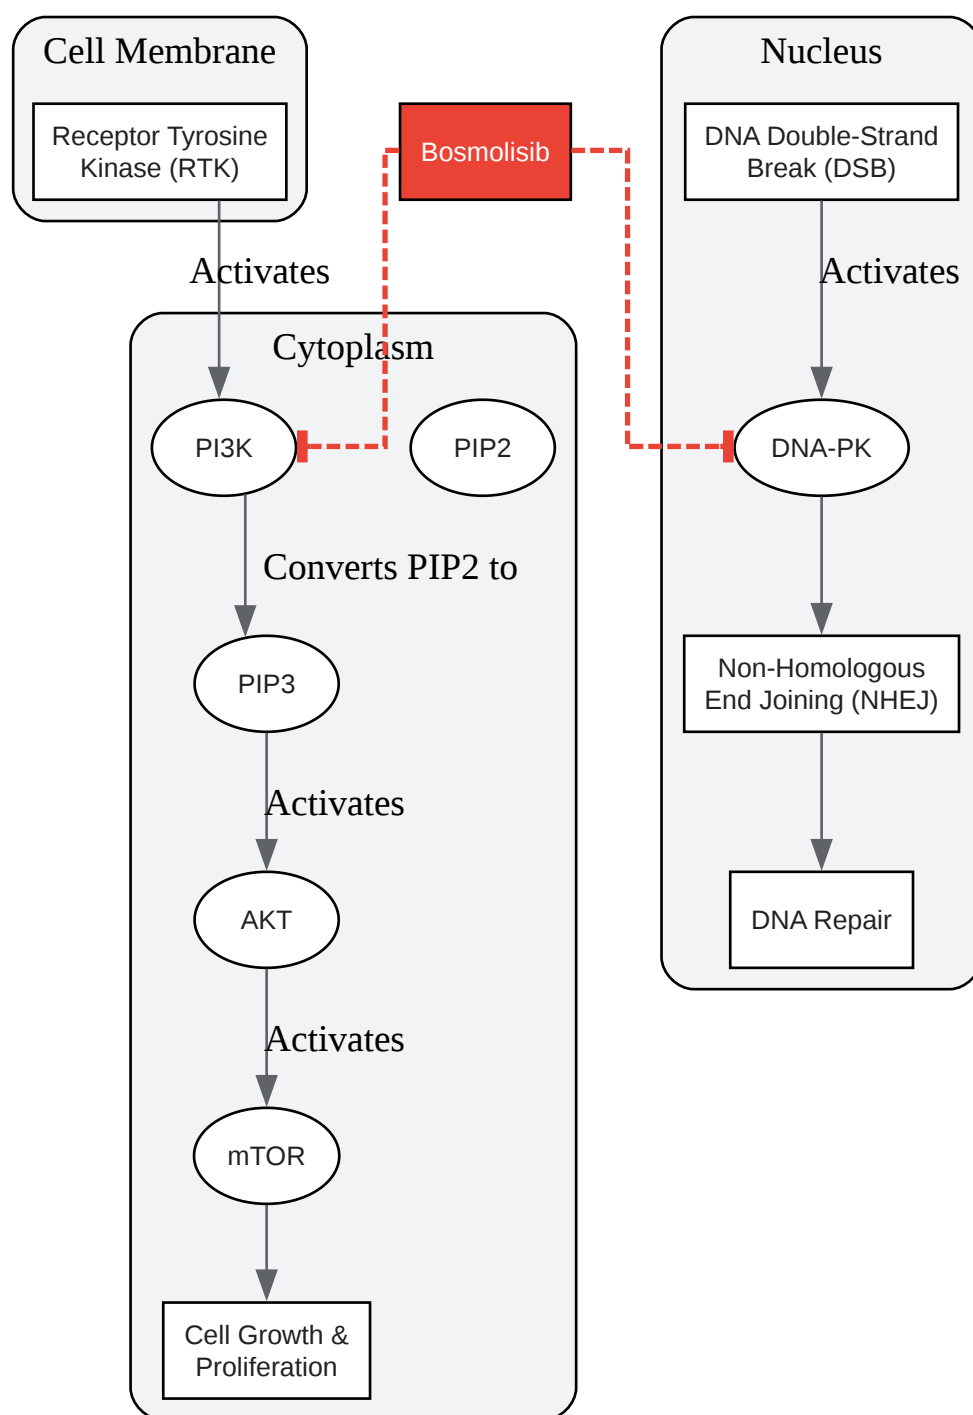 Cell Membrane
Receptor Tyrosine
Kinase (RTK)
Bosmolisib
Nucleus
DNA Double-Strand
Break (DSB)
Activates
Activates
Cytoplasm
PI3K
PIP2
DNA-PK
Converts PIP2 to
PIP3
Non-Homologous
End Joining (NHEJ)
Activates
AKT
DNA Repair
Activates
mTOR
Cell Growth &
Proliferation